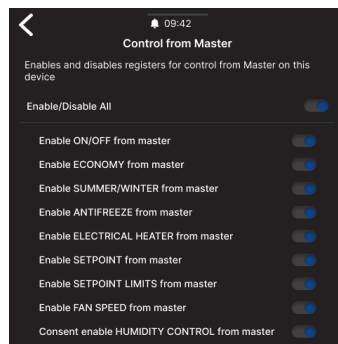 09:42
Control from Master
Enables and disables registers for control from Master on this
device
Enable/Disable All
Enable ON/OFF from master
Enable ECONOMY from master
Enable SUMMER/WINTER from master
Enable ANTIFREEZE from master
Enable ELECTRICAL HEATER from master
Enable SETPOINT from master
Enable SETPOINT LIMITS from master
Enable FAN SPEED from master
Consent enable HUMIDITY CONTROL from master